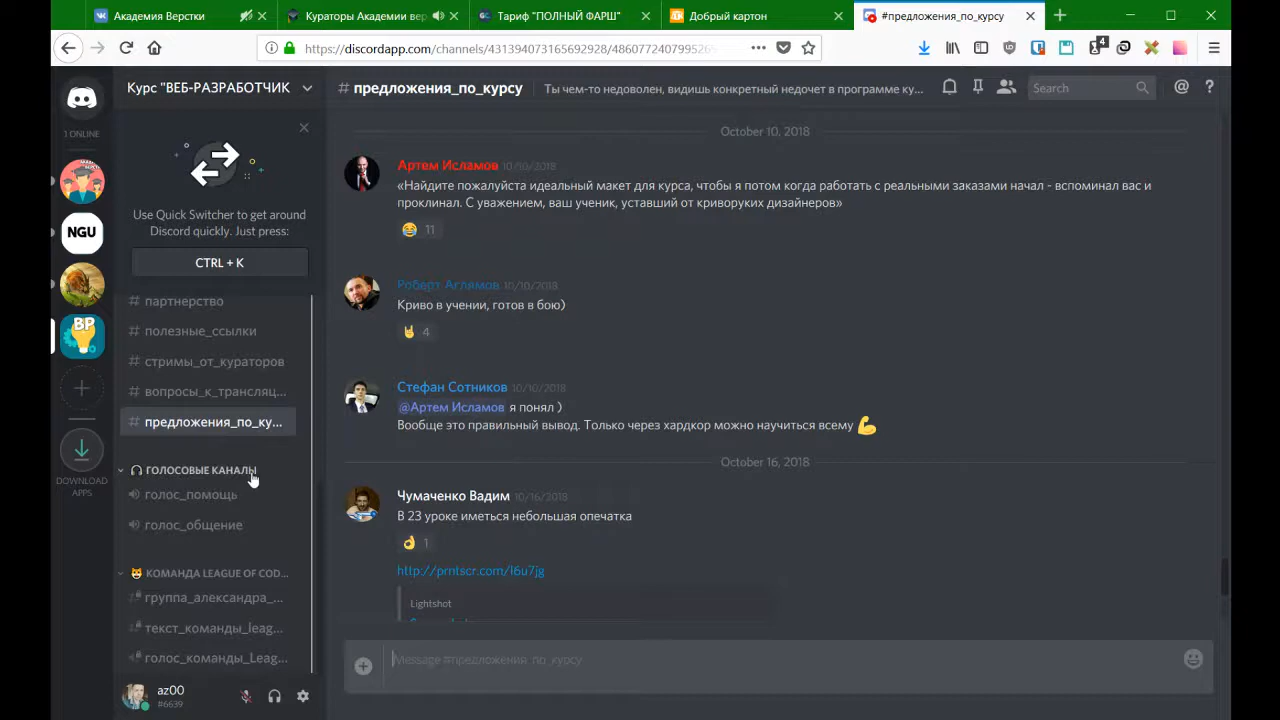 Академия Верстки
Кураторы Академии вер
Тариф "ПОЛНЫЙ ФАРШ"
Добрый картон
#предложения_по_курсу
https://discordapp.com/channels/431394073165692928/48607724079952
Курс "ВЕБ-РАЗРАБОТЧИК
# предложения_по_курсу
Ты чем-то недоволен, видишь конкретный недочет в программе ку...
Search
4
1 ONLINE
NGU
BP
DOWNLOAD
APPS
Use Quick Switcher to get around
Discord quickly. Just press:
CTRL + K
# партнерство
# полезные_ссылки
# стримы_от_кураторов
# вопросы_к_трансляц...
# предложения_по_ку...
ГОЛОСОВЫЕ КАНАЛЫ
голос_помощь
голос_общение
КОМАНДА LEAGUE OF COD...
группа_александра_...
текст_команды_leag...
голос_команды_Leag...
az00
#6639
October 10, 2018
Артем Исламов 10/10/2018
«Найдите пожалуйста идеальный макет для курса, чтобы я потом когда работать с реальными заказами начал - вспоминал вас и
проклинал. С уважением, ваш ученик, уставший от криворуких дизайнеров»
11
Роберт Аглямов 10/10/2018
Криво в учении, готов в бою)
4
Стефан Сотников 10/10/2018
@Артем Исламов я понял )
Вообще это правильный вывод. Только через хардкор можно научиться всему
October 16, 2018
Чумаченко Вадим 10/16/2018
В 23 уроке иметься небольшая опечатка
1
http://prntscr.com/l6u7jg
Lightshot
Message #предложения_по_курсу